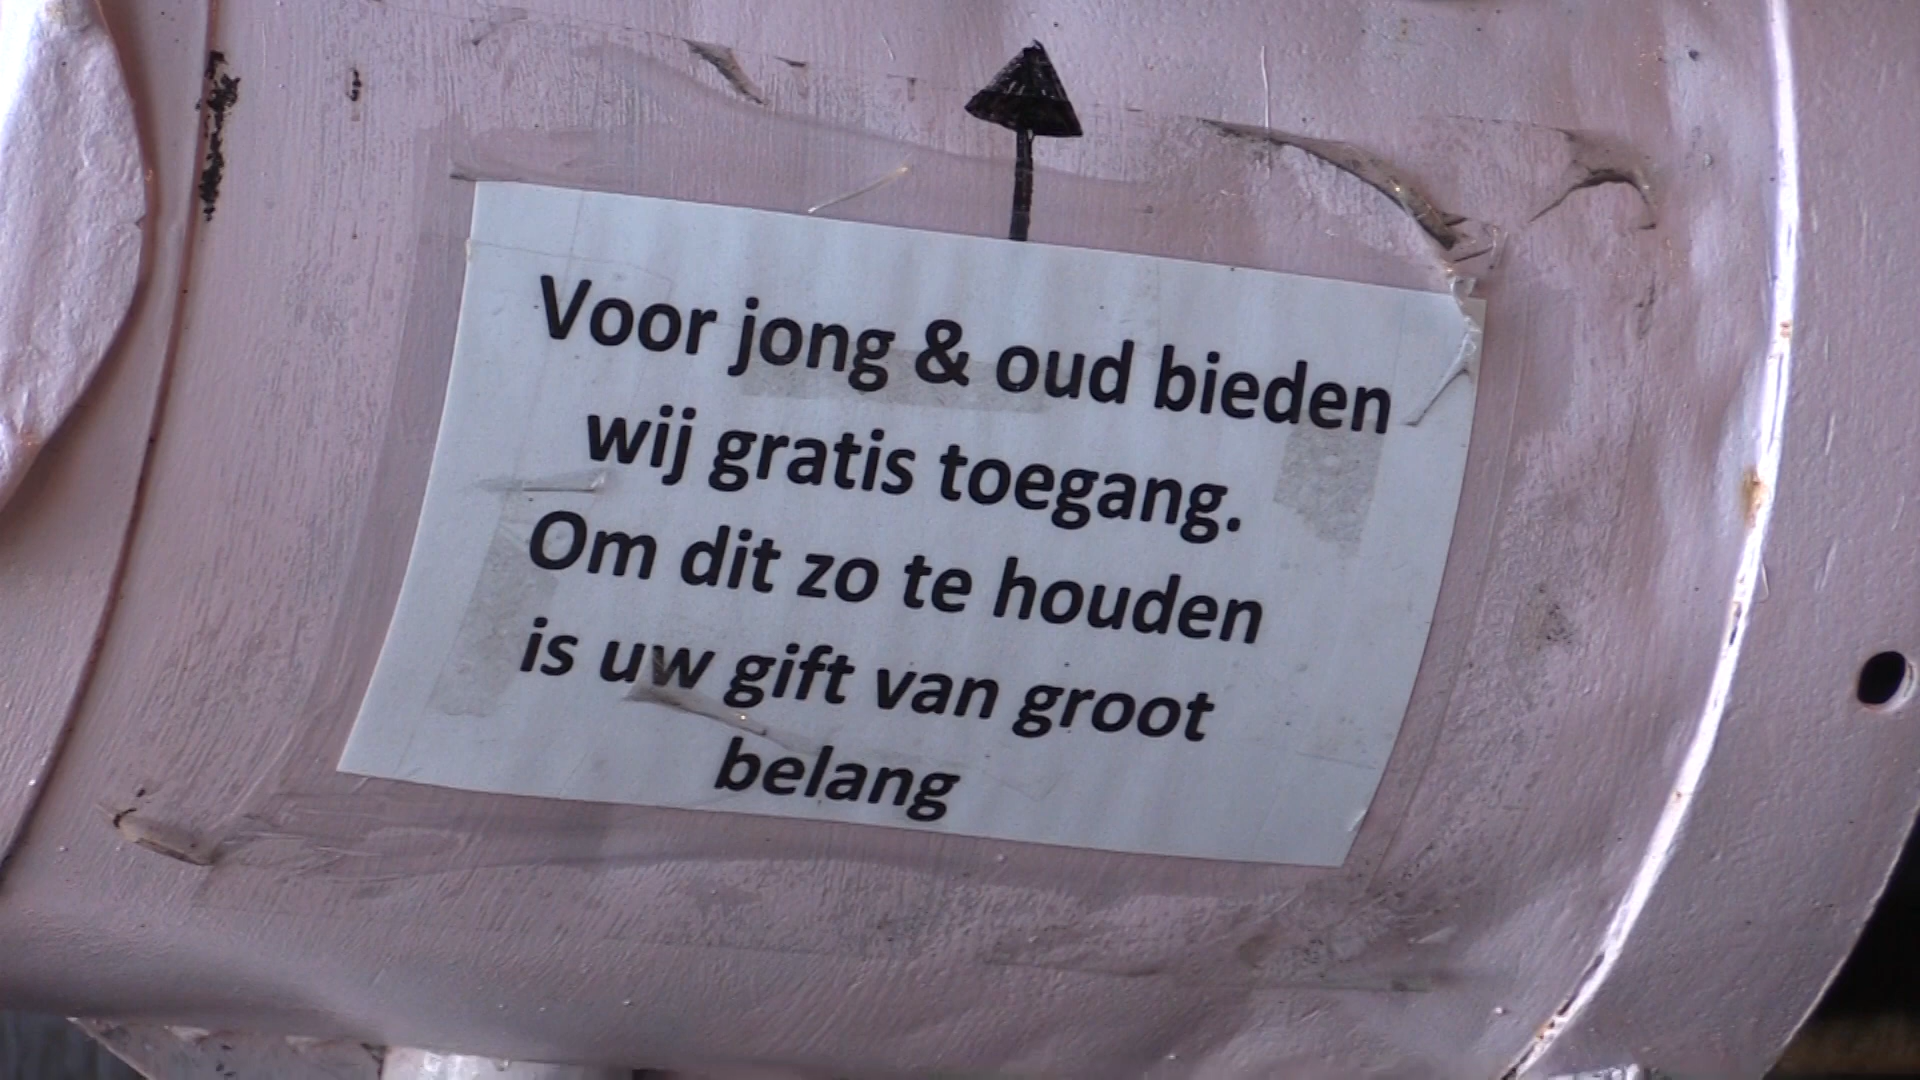 Voor jong & oud bieden
wij gratis toegang.
Om dit zo te houden
is uw gift van groot
belang